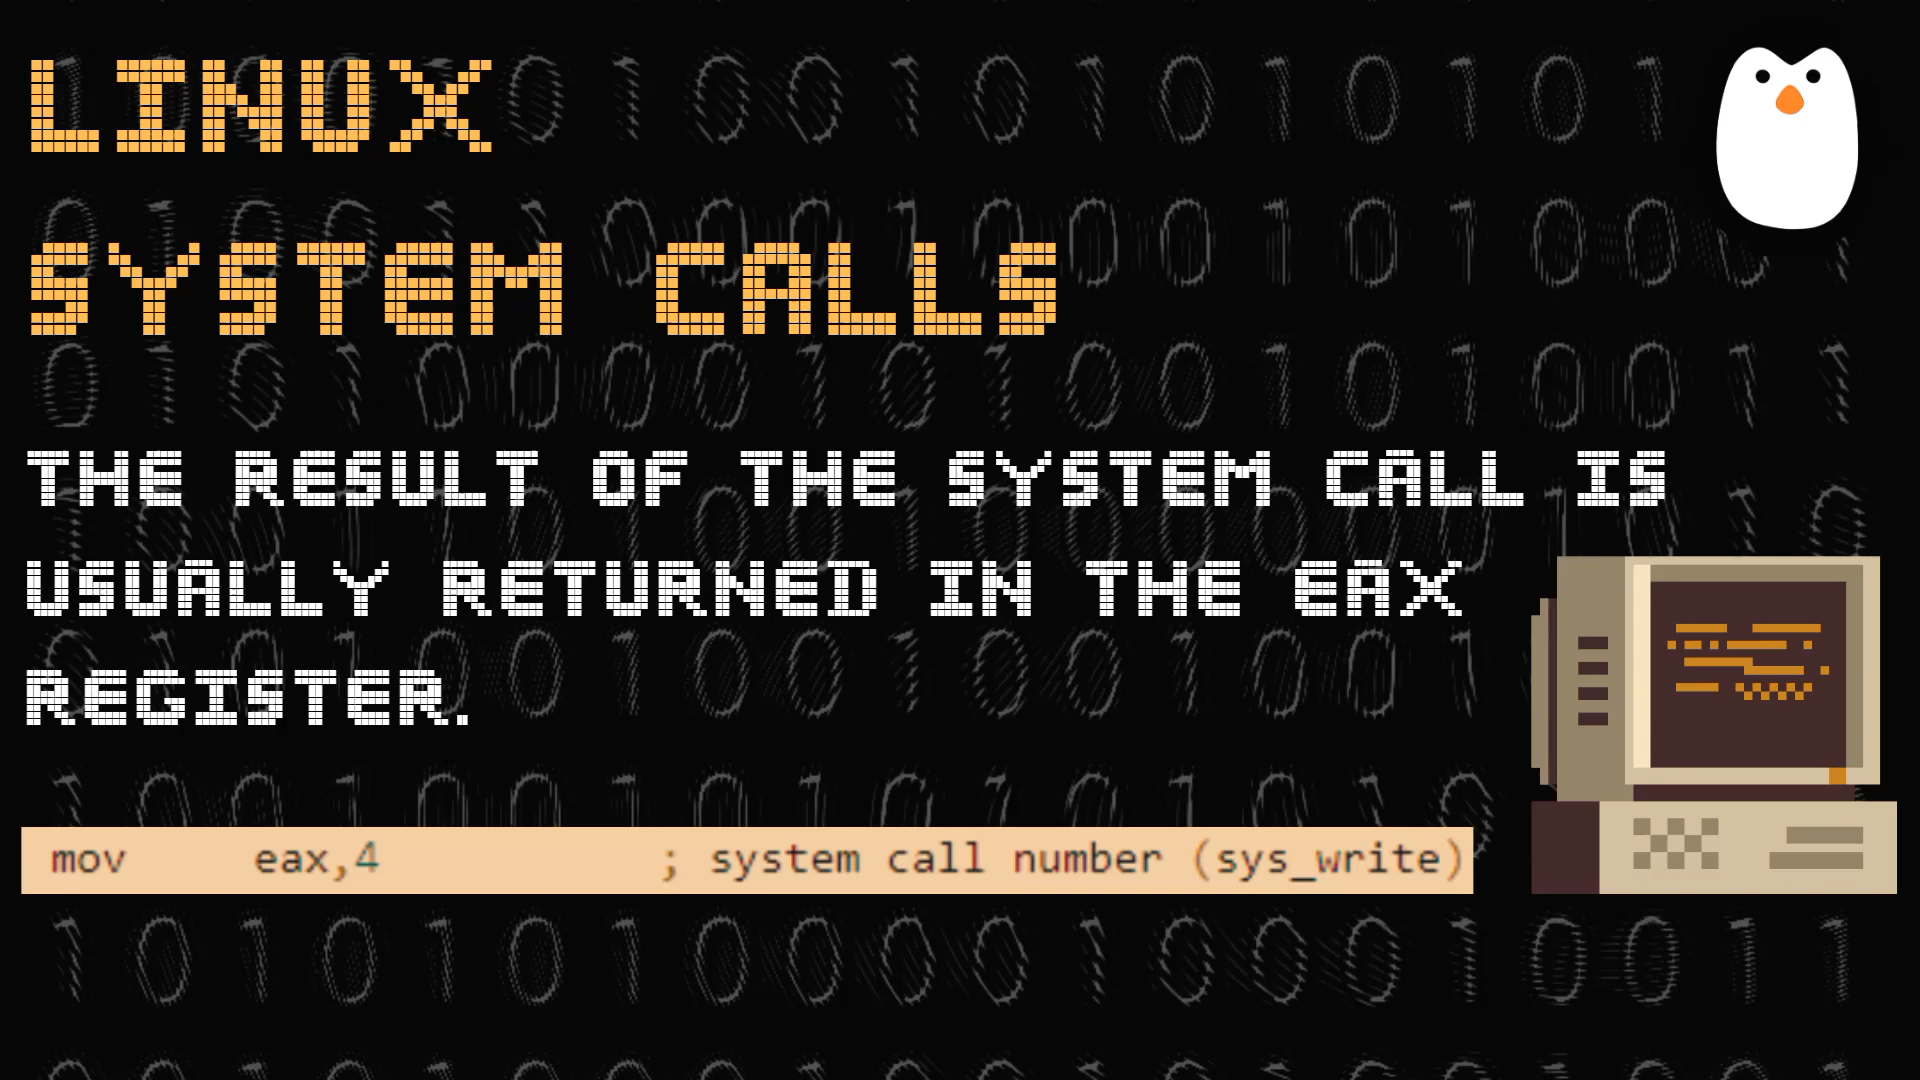 LINUX
SYSTEM CALLS
THE RESULT OF THE SYSTEM CALL IS
USUALLY RETURNED IN THE EAX
REGISTER.
mov eax,4 ; system call number (sys_write)